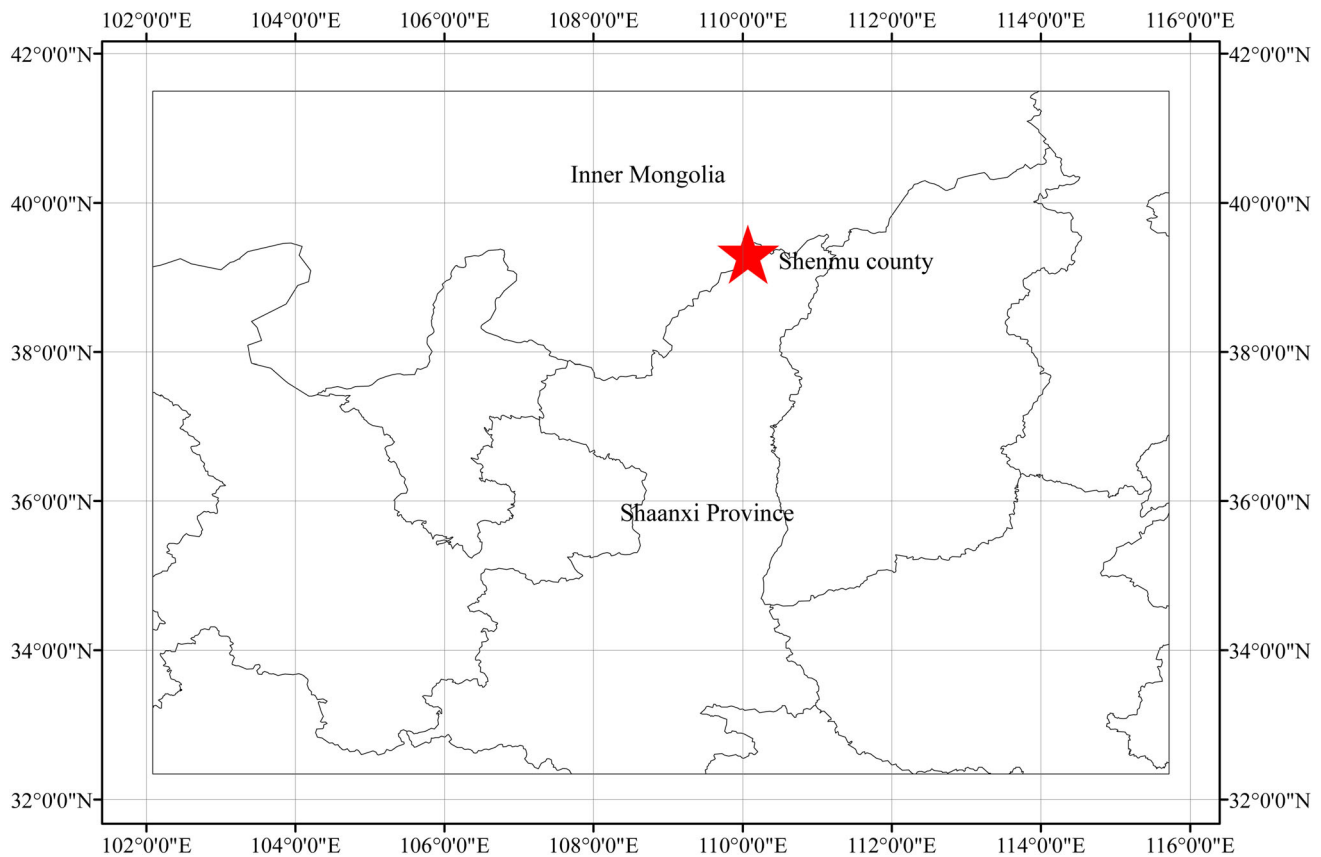 102°0'0"E 104°0'0"E 106°0'0"E 108°0'0"E 110°0'0"E 112°0'0"E 114°0'0"E 116°0'0"E
42°0'0"N 42°0'0"N
Inner Mongolia
40°0'0"N 40°0'0"N
Shenmu county
38°0'0"N 38°0'0"N
36°0'0"N 36°0'0"N
Shaanxi Province
34°0'0"N 34°0'0"N
32°0'0"N 32°0'0"N
102°0'0"E 104°0'0"E 106°0'0"E 108°0'0"E 110°0'0"E 112°0'0"E 114°0'0"E 116°0'0"E